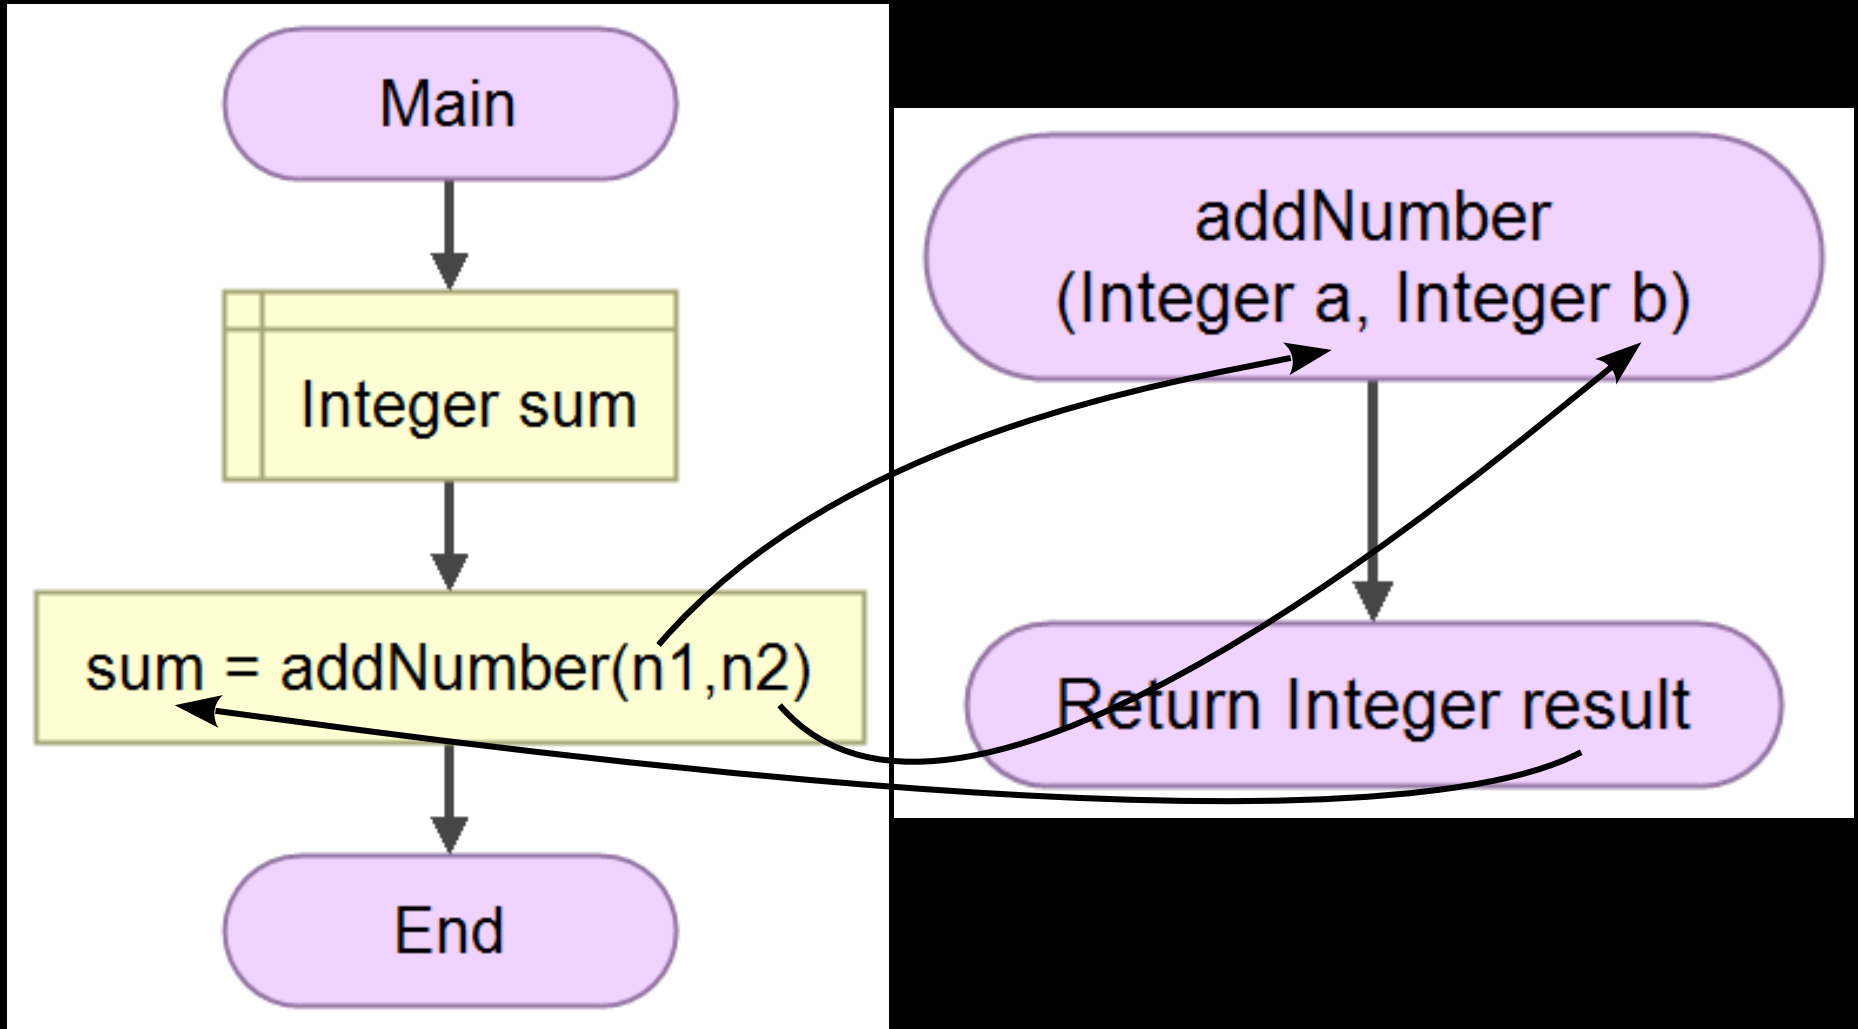 Main
Integer sum
sum = addNumber(n1,n2)
End
addNumber
(Integer a, Integer b)
Return Integer result